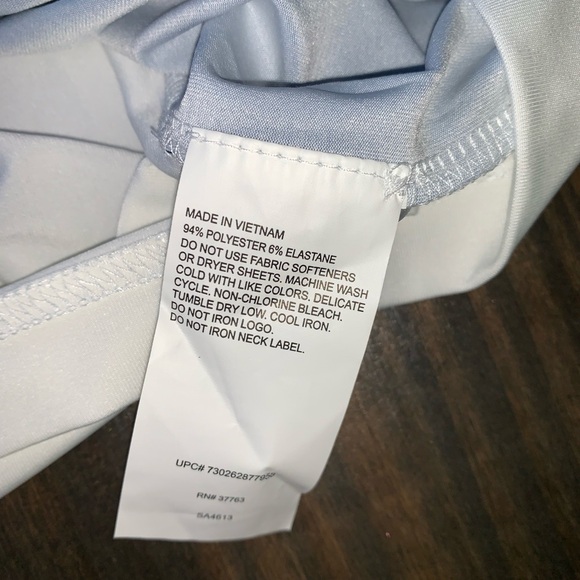 MADE IN VIETNAM
94% POLYESTER 6% ELASTANE
DO NOT USE FABRIC SOFTENERS
OR DRYER SHEETS. MACHINE WASH
COLD WITH LIKE COLORS. DELICATE
CYCLE. NON-CHLORINE BLEACH.
TUMBLE DRY LOW. COOL IRON.
DO NOT IRON LOGO.
DO NOT IRON NECK LABEL.
UPC#
RN# 37763
SA4613